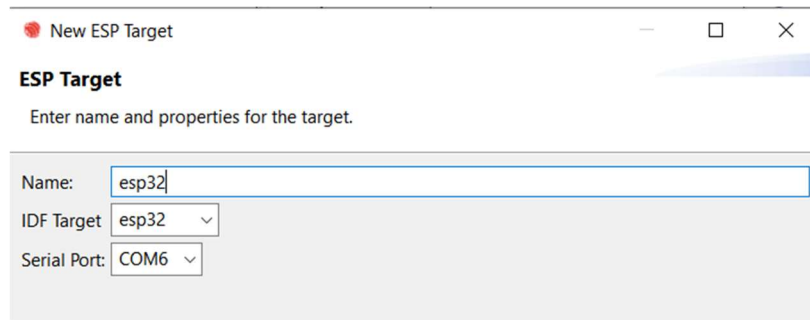 New ESP Target
ESP Target
Enter name and properties for the target.
Name: esp32
IDF Target esp32
Serial Port: COM6